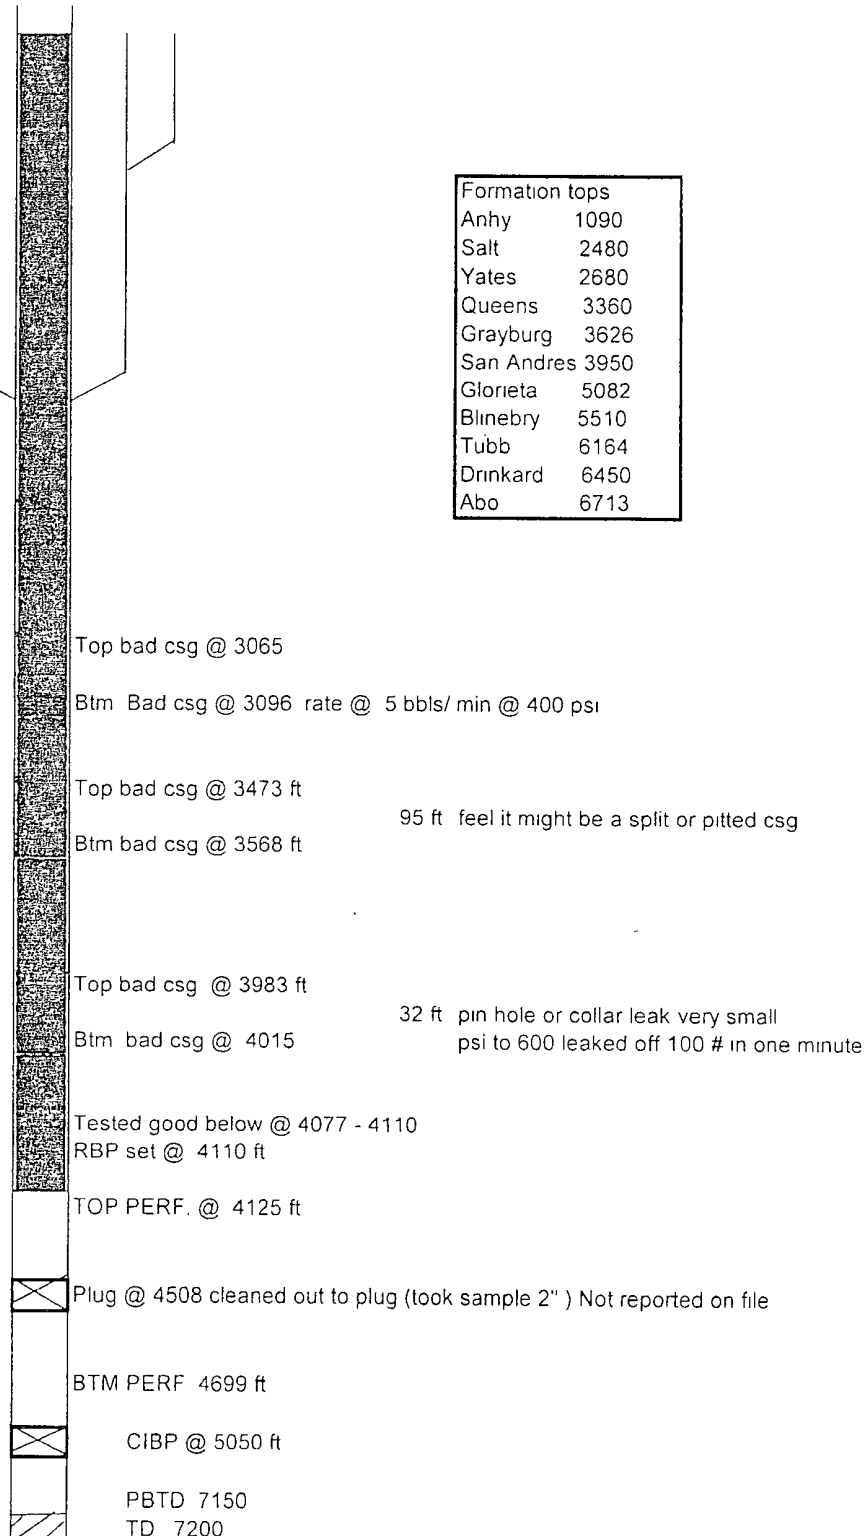 Formation tops
Anhy 1090
Salt 2480
Yates 2680
Queens 3360
Grayburg 3626
San Andres 3950
Glorieta 5082
Blinebry 5510
Tubb 6164
Drinkard 6450
Abo 6713
Top bad csg @ 3065
Btm Bad csg @ 3096 rate @ 5 bbls/ min @ 400 psi
Top bad csg @ 3473 ft
95 ft feel it might be a split or pitted csg
Btm bad csg @ 3568 ft
Top bad csg @ 3983 ft
32 ft pin hole or collar leak very small
Btm bad csg @ 4015
psi to 600 leaked off 100 # in one minute
Tested good below @ 4077 - 4110
RBP set @ 4110 ft
TOP PERF. @ 4125 ft
Plug @ 4508 cleaned out to plug (took sample 2" ) Not reported on file
BTM PERF 4699 ft
CIBP @ 5050 ft
PBTD 7150
TD 7200